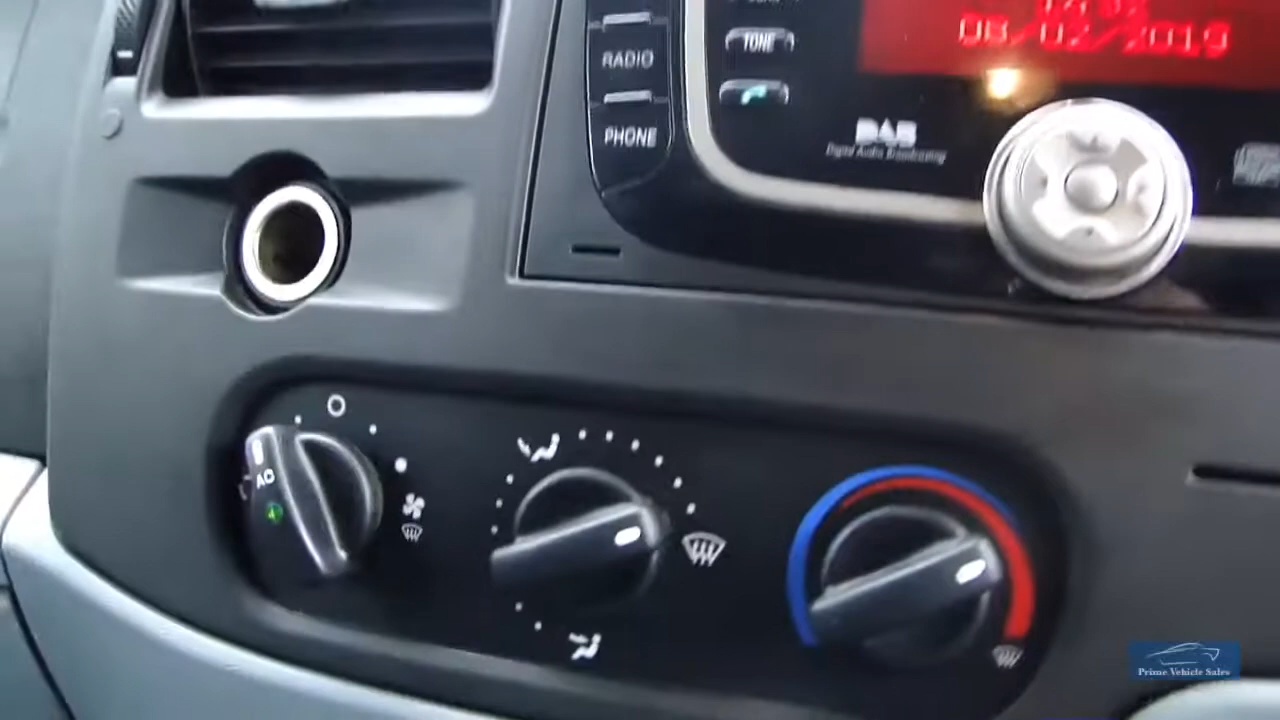 08/02/2019
TONE
RADIO
PHONE
DAB
Digital Audio Broadcasting
AC
Prime Vehicle Sales